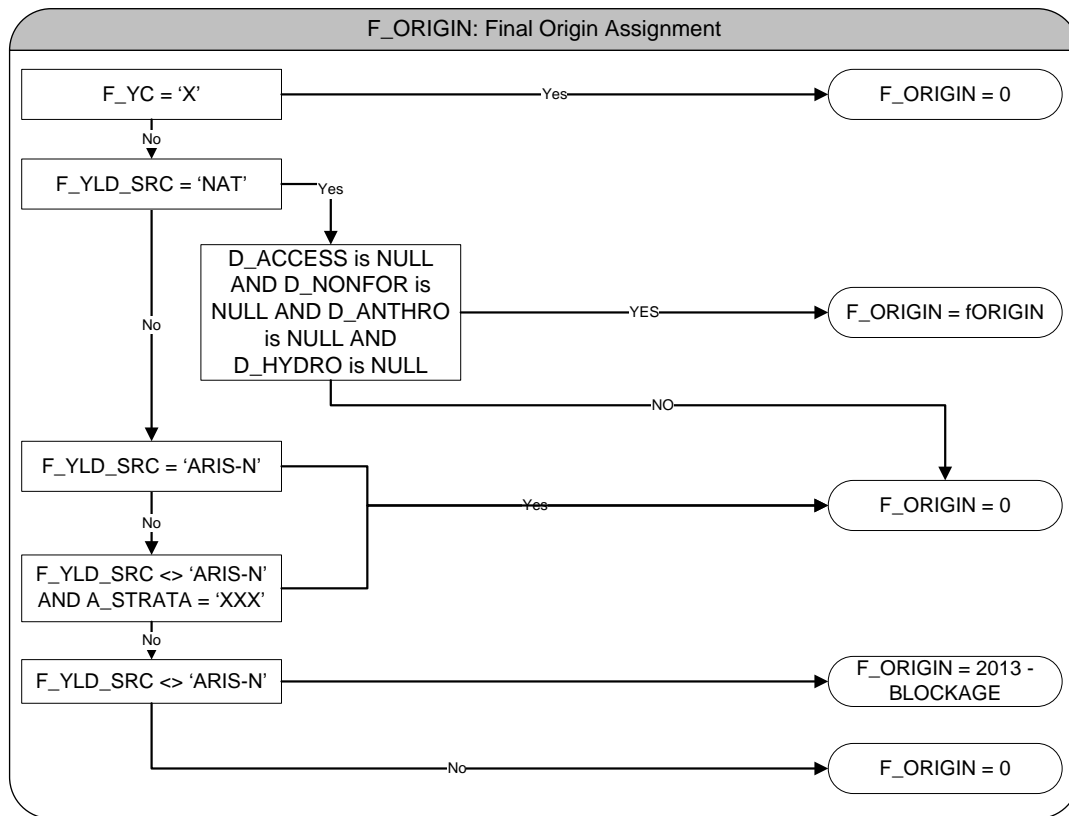 F_ORIGIN: Final Origin Assignment
F_YC = ‘X’
Yes
F_ORIGIN = 0
No
F_YLD_SRC = ‘NAT’
Yes
D_ACCESS is NULL
AND D_NONFOR is
NULL AND D_ANTHRO
is NULL AND
D_HYDRO is NULL
YES
F_ORIGIN = fORIGIN
No
NO
F_YLD_SRC = ‘ARIS-N’
Yes
F_ORIGIN = 0
No
F_YLD_SRC <> ‘ARIS-N’
AND A_STRATA = ‘XXX’
No
F_YLD_SRC <> ‘ARIS-N’
F_ORIGIN = 2013 -
BLOCKAGE
No
F_ORIGIN = 0